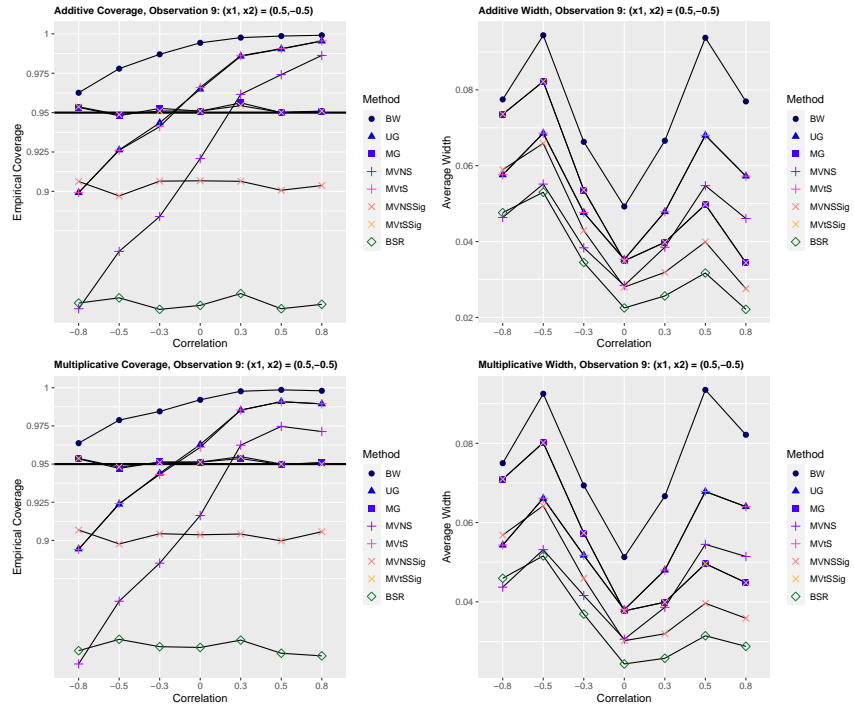 Additive Coverage, Observation 9: (x1, x2) = (0.5,−0.5)
Empirical Coverage
1
0.975
0.95
0.925
0.9
−0.8
−0.5
−0.3
0
0.3
0.5
0.8
Correlation
Method
BW
UG
MG
MVNS
MVtS
MVNSSig
MVtSSig
BSR
Additive Width, Observation 9: (x1, x2) = (0.5,−0.5)
Average Width
0.08
0.06
0.04
0.02
−0.8
−0.5
−0.3
0
0.3
0.5
0.8
Correlation
Method
BW
UG
MG
MVNS
MVtS
MVNSSig
MVtSSig
BSR
Multiplicative Coverage, Observation 9: (x1, x2) = (0.5,−0.5)
Empirical Coverage
1
0.975
0.95
0.925
0.9
−0.8
−0.5
−0.3
0
0.3
0.5
0.8
Correlation
Method
BW
UG
MG
MVNS
MVtS
MVNSSig
MVtSSig
BSR
Multiplicative Width, Observation 9: (x1, x2) = (0.5,−0.5)
Average Width
0.08
0.06
0.04
−0.8
−0.5
−0.3
0
0.3
0.5
0.8
Correlation
Method
BW
UG
MG
MVNS
MVtS
MVNSSig
MVtSSig
BSR